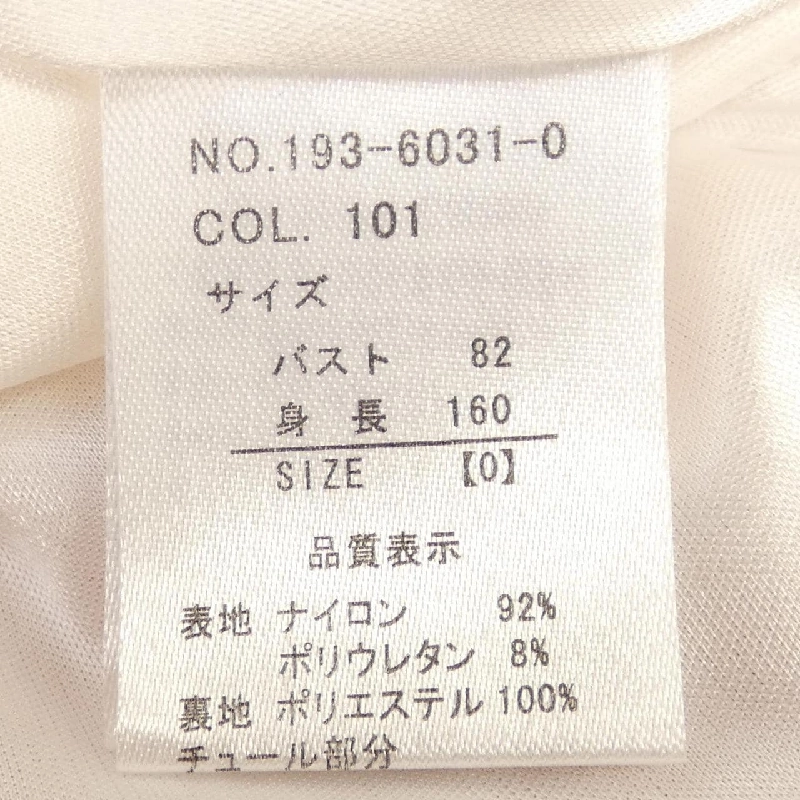 NO.193-6031-0
COL. 101
サイズ
バスト 82
身長 160
SIZE 【0】
品質表示
表地 ナイロン 92%
ポリウレタン 8%
裏地 ポリエステル 100%
チュール部分